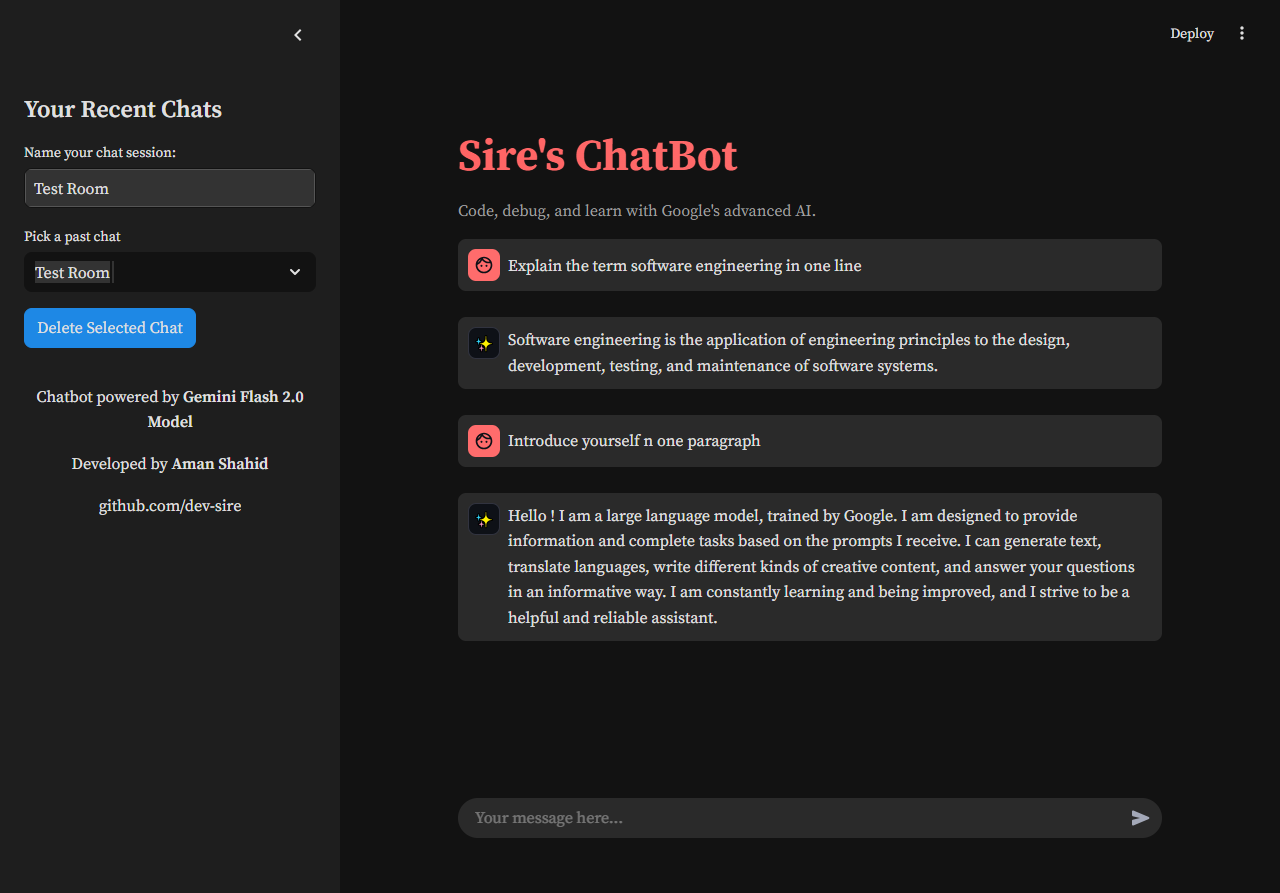 Deploy
Your Recent Chats
Name your chat session:
Test Room
Pick a past chat
Test Room
Delete Selected Chat
Chatbot powered by Gemini Flash 2.0
Model
Developed by Aman Shahid
github.com/dev-sire
Sire's ChatBot
Code, debug, and learn with Google's advanced AI.
Explain the term software engineering in one line
Software engineering is the application of engineering principles to the design,
development, testing, and maintenance of software systems.
Introduce yourself n one paragraph
Hello ! I am a large language model, trained by Google. I am designed to provide
information and complete tasks based on the prompts I receive. I can generate text,
translate languages, write different kinds of creative content, and answer your questions
in an informative way. I am constantly learning and being improved, and I strive to be a
helpful and reliable assistant.
Your message here...